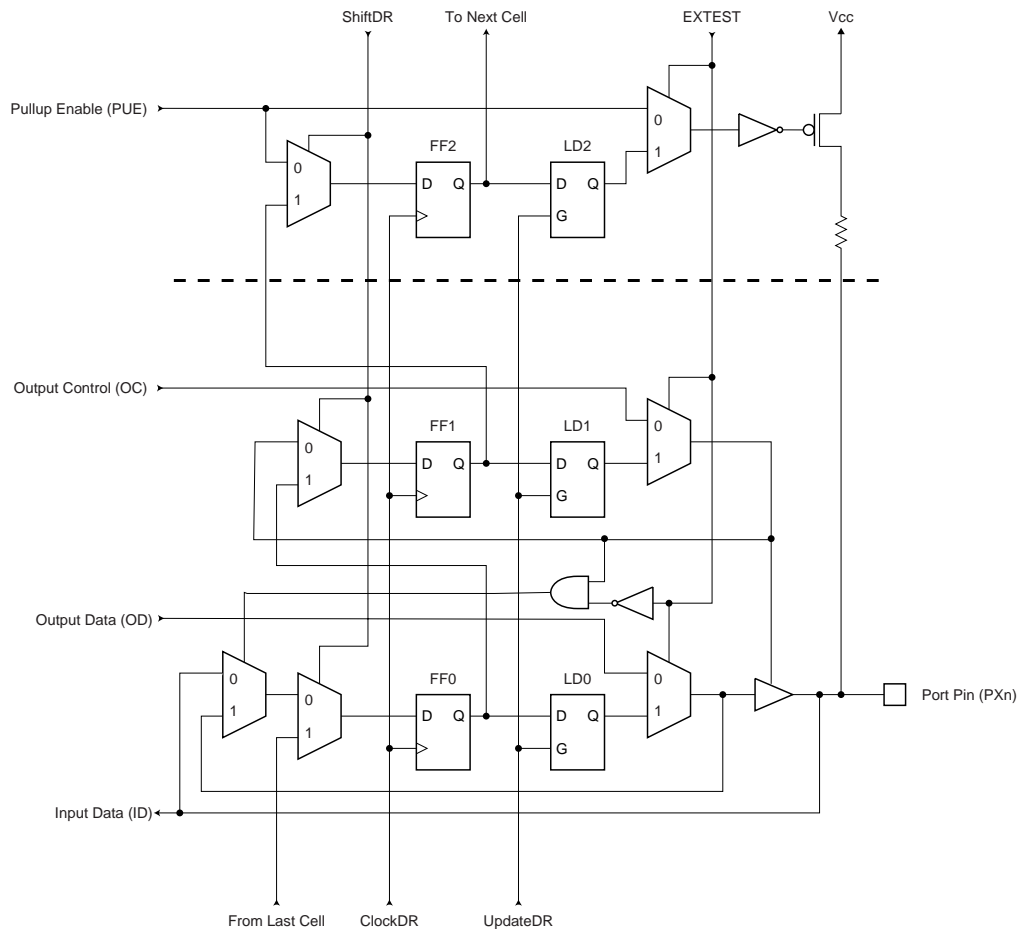 ShiftDR To Next Cell EXTEST Vcc
Pullup Enable (PUE)
0
1
FF2
D Q
LD2
D Q
G
0
1
Output Control (OC)
0
1
FF1
D Q
LD1
D Q
G
0
1
Output Data (OD)
0
1
0
1
FF0
D Q
LD0
D Q
G
0
1
Port Pin (PXn)
Input Data (ID)
From Last Cell ClockDR UpdateDR